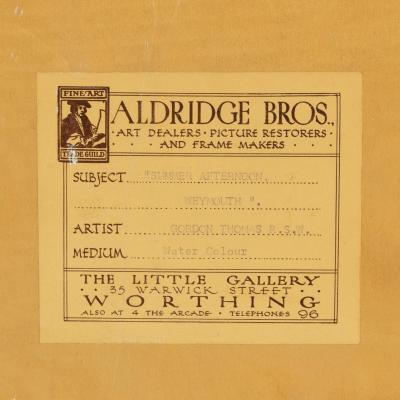 FINE ART
TRADE GUILD
ALDRIDGE BROS.,
ART DEALERS · PICTURE RESTORERS
· · AND FRAME MAKERS · ·
SUBJECT "SUMMER AFTERNOON,
WEYMOUTH".
ARTIST GORDON THOMAS R.S.W.
MEDIUM Water Colour
THE LITTLE GALLERY
· · 35 WARWICK STREET · ·
WORTHING
ALSO AT 4 THE ARCADE · TELEPHONES 96